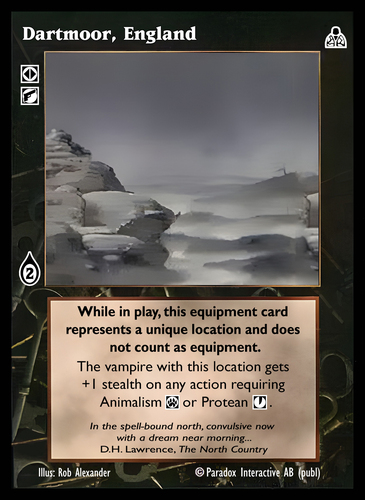 Dartmoor, England
2
While in play, this equipment card
represents a unique location and does
not count as equipment.
The vampire with this location gets
+1 stealth on any action requiring
Animalism or Protean .
In the spell-bound north, convulsive now
with a dream near morning...
D.H. Lawrence, The North Country
Illus: Rob Alexander
© Paradox Interactive AB (publ)